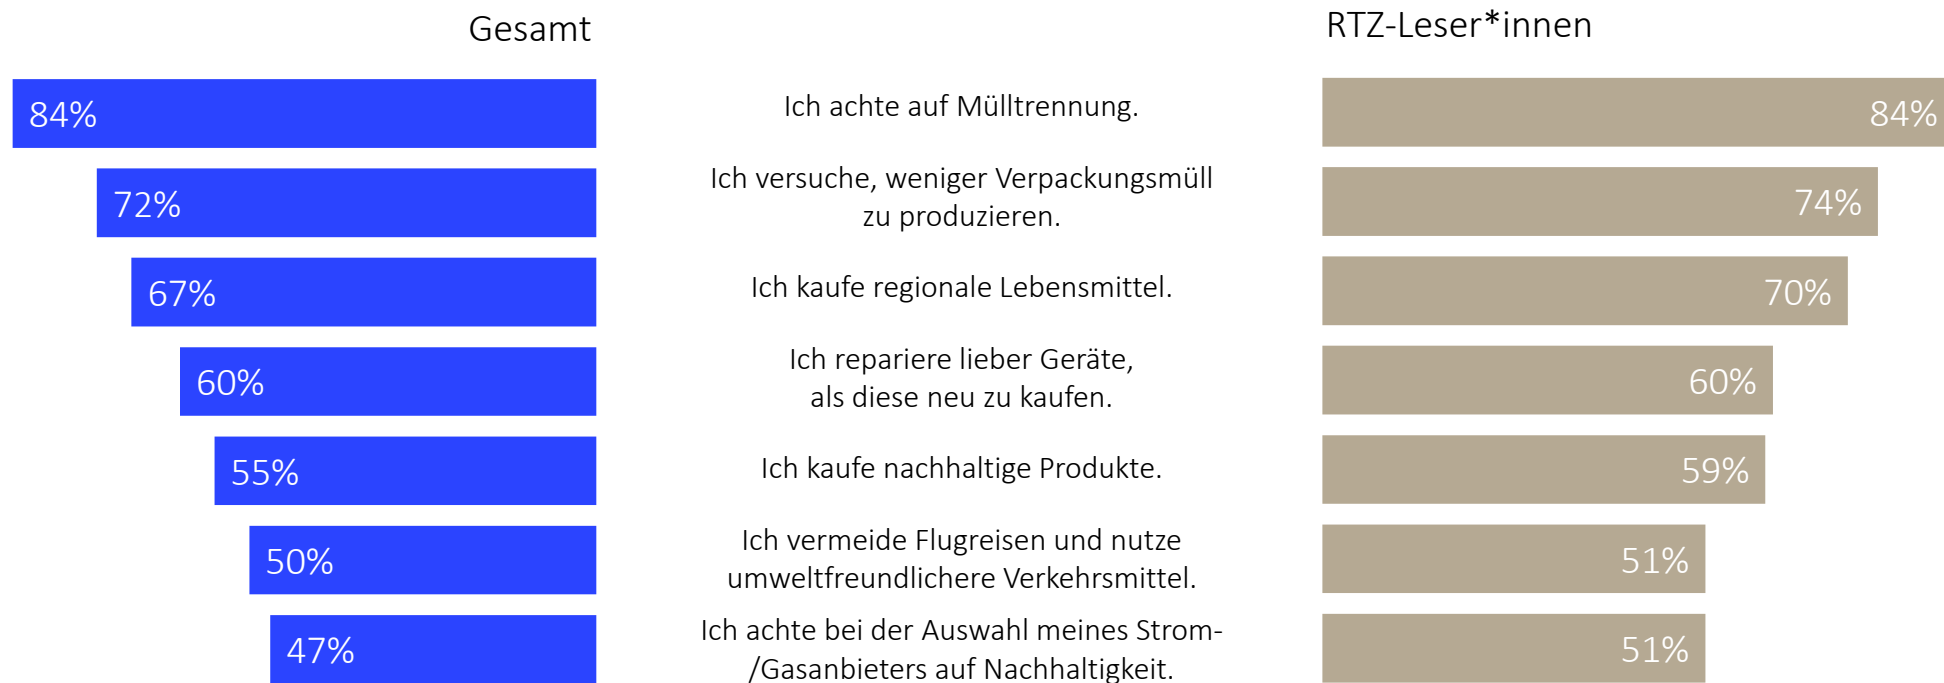 Gesamt
RTZ-Leser*innen
84%
Ich achte auf Mülltrennung.
84%
72%
Ich versuche, weniger Verpackungsmüll
zu produzieren.
74%
67%
Ich kaufe regionale Lebensmittel.
70%
60%
Ich repariere lieber Geräte,
als diese neu zu kaufen.
60%
55%
Ich kaufe nachhaltige Produkte.
59%
50%
Ich vermeide Flugreisen und nutze
umweltfreundlichere Verkehrsmittel.
51%
47%
Ich achte bei der Auswahl meines Strom-
/Gasanbieters auf Nachhaltigkeit.
51%